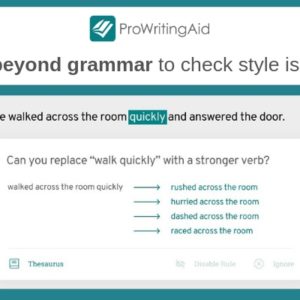 ProWritingAid
beyond grammar to check style is
e walked across the room quickly and answered the door.
Can you replace "walk quickly" with a stronger verb?
walked across the room quickly rushed across the room
hurried across the room
dashed across the room
raced across the room
Thesaurus Disable Rule Ignore